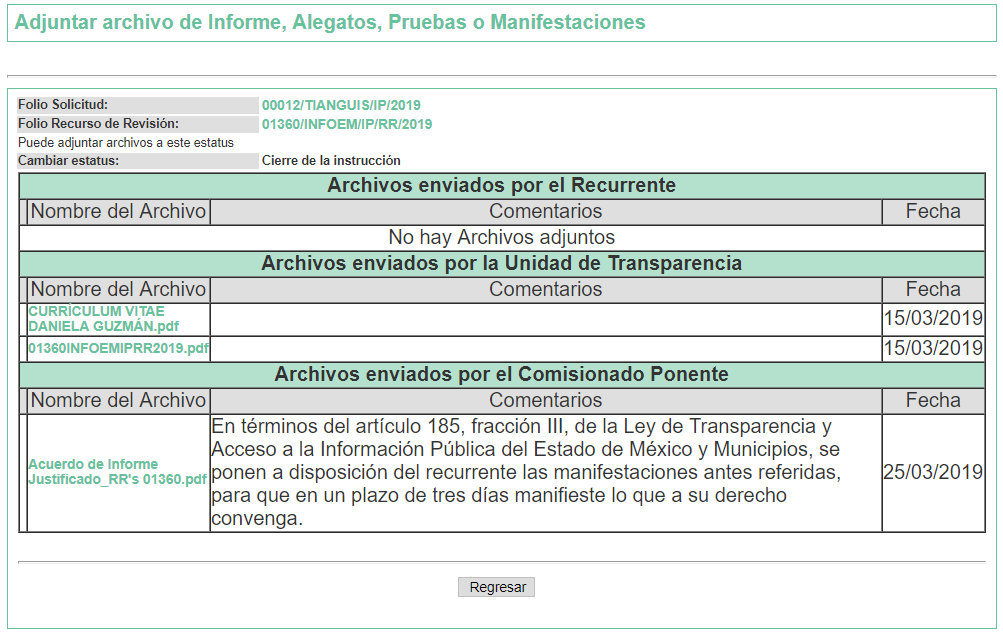 Adjuntar archivo de Informe, Alegatos, Pruebas o Manifestaciones
Folio Solicitud: 00012/TIANGUIS/IP/2019
Folio Recurso de Revisión: 01360/INFOEM/IP/RR/2019
Puede adjuntar archivos a este estatus
Cambiar estatus: Cierre de la instrucción
Archivos enviados por el Recurrente
Nombre del Archivo Comentarios Fecha
No hay Archivos adjuntos
Archivos enviados por la Unidad de Transparencia
Nombre del Archivo Comentarios Fecha
CURRÍCULUM VITAE
DANIELA GUZMÁN.pdf 15/03/2019
01360INFOEMIPRR2019.pdf 15/03/2019
Archivos enviados por el Comisionado Ponente
Nombre del Archivo Comentarios Fecha
Acuerdo de Informe
Justificado_RR's 01360.pdf
En términos del artículo 185, fracción III, de la Ley de Transparencia y
Acceso a la Información Pública del Estado de México y Municipios, se
ponen a disposición del recurrente las manifestaciones antes referidas,
para que en un plazo de tres días manifieste lo que a su derecho
convenga.
25/03/2019
Regresar